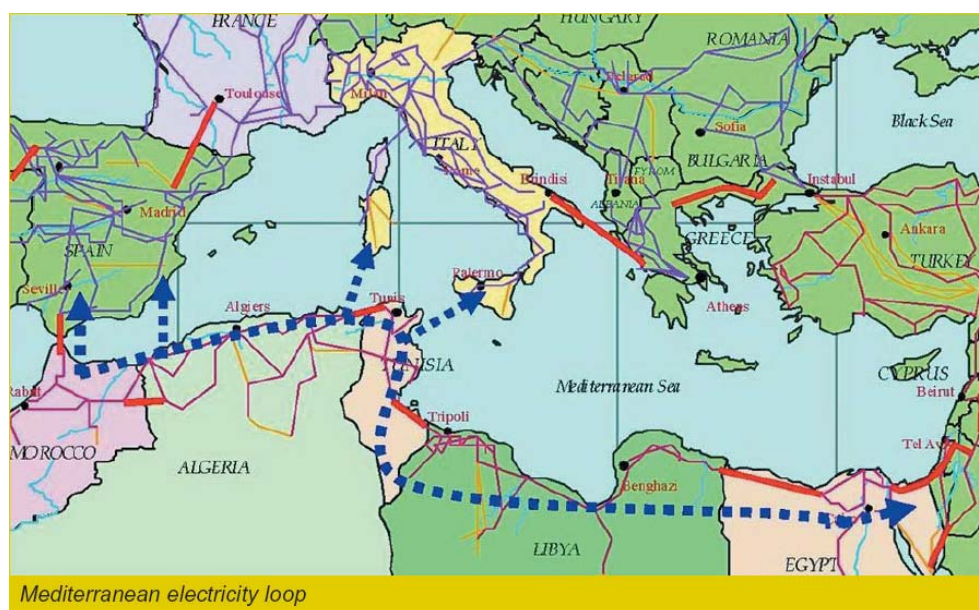 FRANCE
HUNGARY
ROMANIA
Toulouse
Milan
Belgrad
Black Sea
ITALY
Sofia
BULGARIA
Rome
Brindisi
Tirana
FYROM
ALBANIA
Instabul
Madrid
SPAIN
GREECE
Ankara
TURKEY
Seville
Palermo
Algiers
Tunis
Athens
TUNISIA
Mediterranean Sea
CYPRUS
Beirut
Rabat
Tripoli
Tel Aviv
MOROCCO
ALGERIA
Benghazi
LIBYA
EGYPT
Mediterranean electricity loop